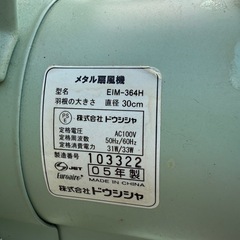 メタル扇風機
型名 EIM-364H
羽根の大きさ 直径 30cm
PSE 株式会社 ドウシシャ
定格電圧 AC100V
定格周波数 50Hz/60Hz
定格消費電力 31W/33W
製造番号 103322
JET 05年製
Euroaire MADE IN CHINA
株式会社 ドウシシャ